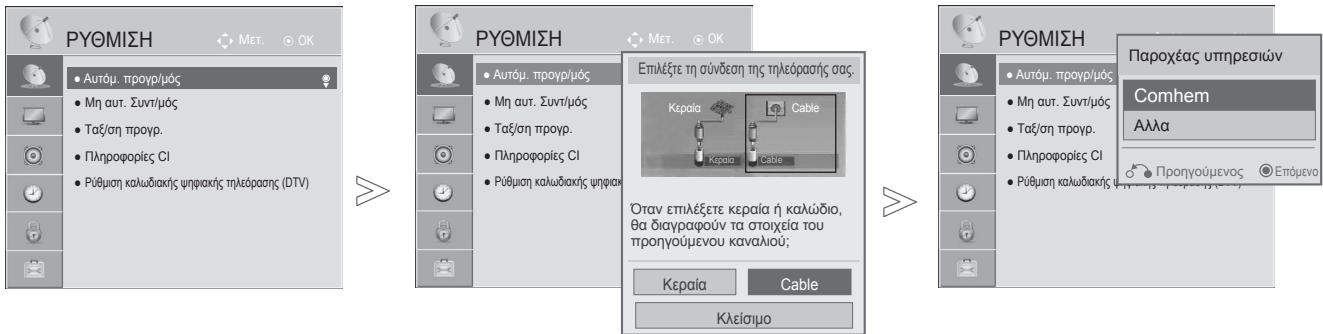 ΡΥΘΜΙΣΗ
Μετ.
OK
● Αυτόμ. προγρ/μός
● Μη αυτ. Συντ/μός
● Ταξ/ση προγρ.
● Πληροφορίες CI
● Ρύθμιση καλωδιακής ψηφιακής τηλεόρασης (DTV)
ΡΥΘΜΙΣΗ
Μετ.
OK
● Αυτόμ. προγρ/μός
● Μη αυτ. Συντ/μός
● Ταξ/ση προγρ.
● Πληροφορίες CI
● Ρύθμιση καλωδιακής ψηφιακ
Επιλέξτε τη σύνδεση της τηλεόρασής σας.
Κεραία
Cable
Κεραία
Cable
Όταν επιλέξετε κεραία ή καλώδιο,
θα διαγραφούν τα στοιχεία του
προηγούμενου καναλιού;
Κεραία
Cable
Κλείσιμο
ΡΥΘΜΙΣΗ
● Αυτόμ. προγρ/μός
● Μη αυτ. Συντ/μός
● Ταξ/ση προγρ.
● Πληροφορίες CI
● Ρύθμιση καλωδιακής
Παροχέας υπηρεσιών
Comhem
Αλλα
Προηγούμενος
Επόμενο